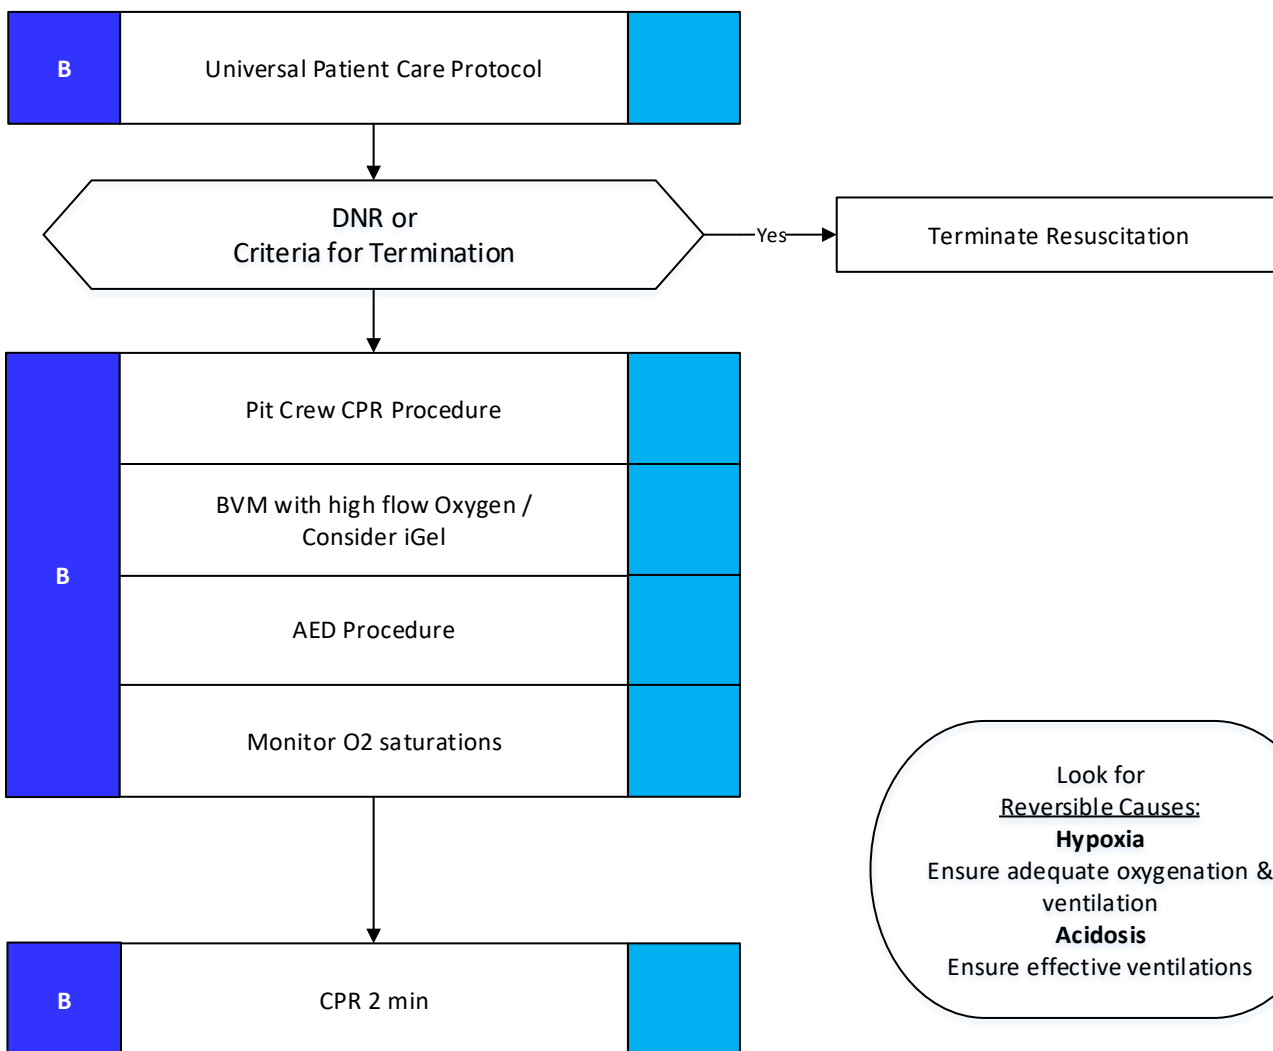 B
Universal Patient Care Protocol
DNR or
Criteria for Termination
Yes
Terminate Resuscitation
B
Pit Crew CPR Procedure
BVM with high flow Oxygen /
Consider iGel
AED Procedure
Monitor O2 saturations
Look for
Reversible Causes:
Hypoxia
Ensure adequate oxygenation &
ventilation
Acidosis
Ensure effective ventilations
B
CPR 2 min